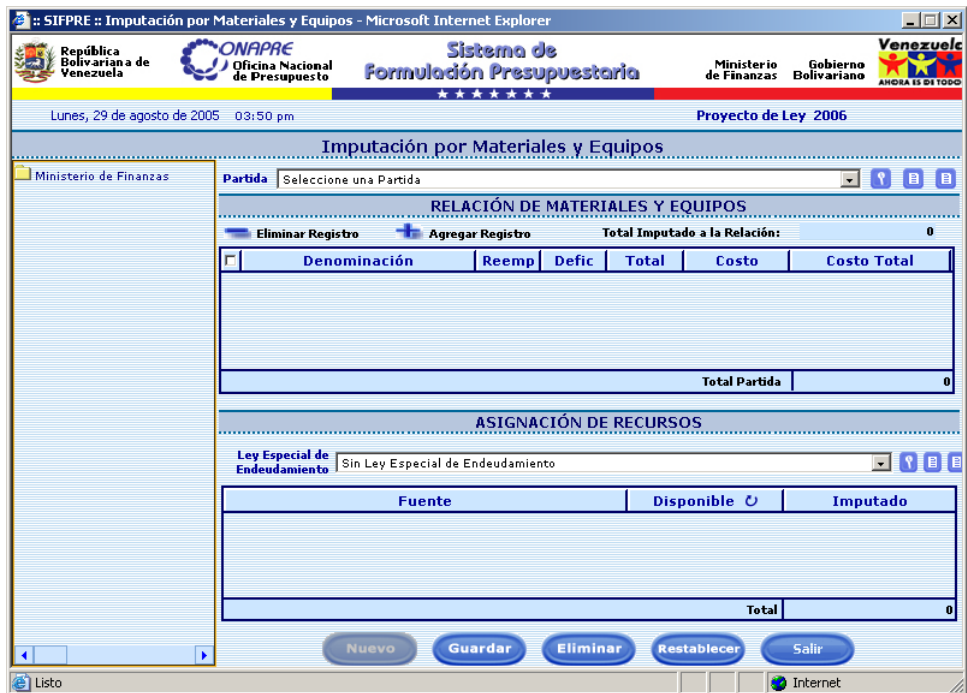 :: SIFPRE :: Imputación por Materiales y Equipos - Microsoft Internet Explorer
República
Bolivariana de
Venezuela
ONAPRE
Oficina Nacional
de Presupuesto
Sistema de
Formulación Presupuestaria
Ministerio
de Finanzas
Gobierno
Bolivariano
Venezuela
AHORA ES DE TODO
Lunes, 29 de agosto de 2005 03:50 pm
Proyecto de Ley 2006
Imputación por Materiales y Equipos
Ministerio de Finanzas
Partida Seleccione una Partida
RELACIÓN DE MATERIALES Y EQUIPOS
Eliminar Registro Agregar Registro Total Imputado a la Relación: 0
Denominación Reemp Defic Total Costo Costo Total
Total Partida 0
ASIGNACIÓN DE RECURSOS
Ley Especial de
Endeudamiento
Sin Ley Especial de Endeudamiento
Fuente Disponible Imputado
Total 0
Nuevo Guardar Eliminar Restablecer Salir
Listo Internet